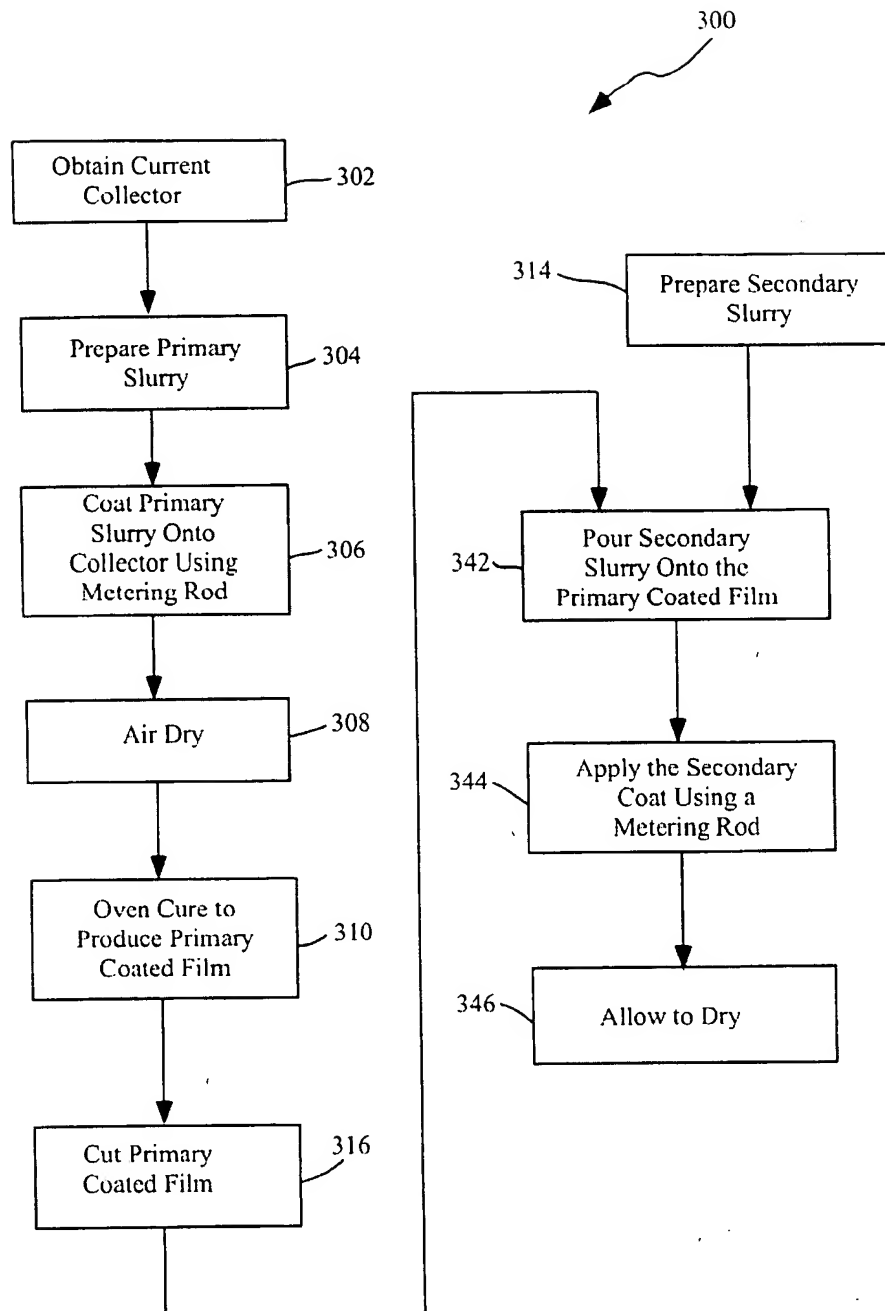 300
Obtain Current
Collector
302
Prepare Primary
Slurry
304
Coat Primary
Slurry Onto
Collector Using
Metering Rod
306
Air Dry
308
Oven Cure to
Produce Primary
Coated Film
310
Cut Primary
Coated Film
316
314
Prepare Secondary
Slurry
342
Pour Secondary
Slurry Onto the
Primary Coated Film
344
Apply the Secondary
Coat Using a
Metering Rod
346
Allow to Dry